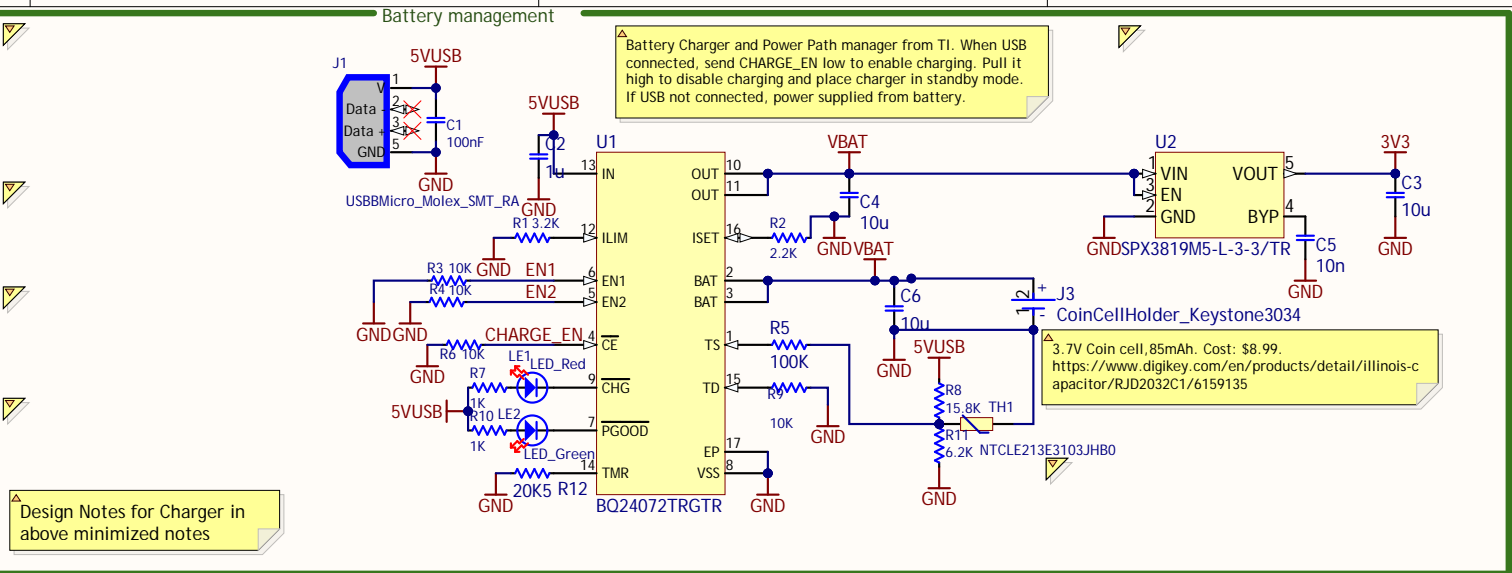 Battery management
Battery Charger and Power Path manager from TI. When USB
connected, send CHARGE_EN low to enable charging. Pull it
high to disable charging and place charger in standby mode.
If USB not connected, power supplied from battery.
J1
5VUSB
V
1
Data -
2
Data +
3
GND
5
C1
100nF
GND
USBBMicro_Molex_SMT_RA
5VUSB
C2
1u
GND
U1
13 IN
12 ILIM
6 EN1
5 EN2
4 CE
9 CHG
7 PGOOD
14 TMR
OUT 10
OUT 11
ISET 16
BAT 2
BAT 3
TS 1
TD 15
EP 17
VSS 8
BQ24072TRGTR
R1 3.2K
GND
R3 10K
EN1
R4 10K
EN2
GND GND
CHARGE_EN
R6 10K
GND
LE1
LED_Red
R7
1K
5VUSB
R10
LE2
1K
LED_Green
20K5 R12
GND
VBAT
C4
10u
R2
2.2K
GND
VBAT
C6
10u
GND
R5
100K
R9
10K
GND
GND
5VUSB
R8
15.8K
TH1
R11
6.2K
NTCLE213E3103JHB0
GND
2
1
+
-
J3
CoinCellHolder_Keystone3034
3.7V Coin cell,85mAh. Cost: $8.99.
https://www.digikey.com/en/products/detail/illinois-c
apacitor/RJD2032C1/6159135
U2
1 VIN
3 EN
2 GND
VOUT 5
BYP 4
GND
SPX3819M5-L-3-3/TR
C5
10n
GND
3V3
C3
10u
GND
Design Notes for Charger in
above minimized notes